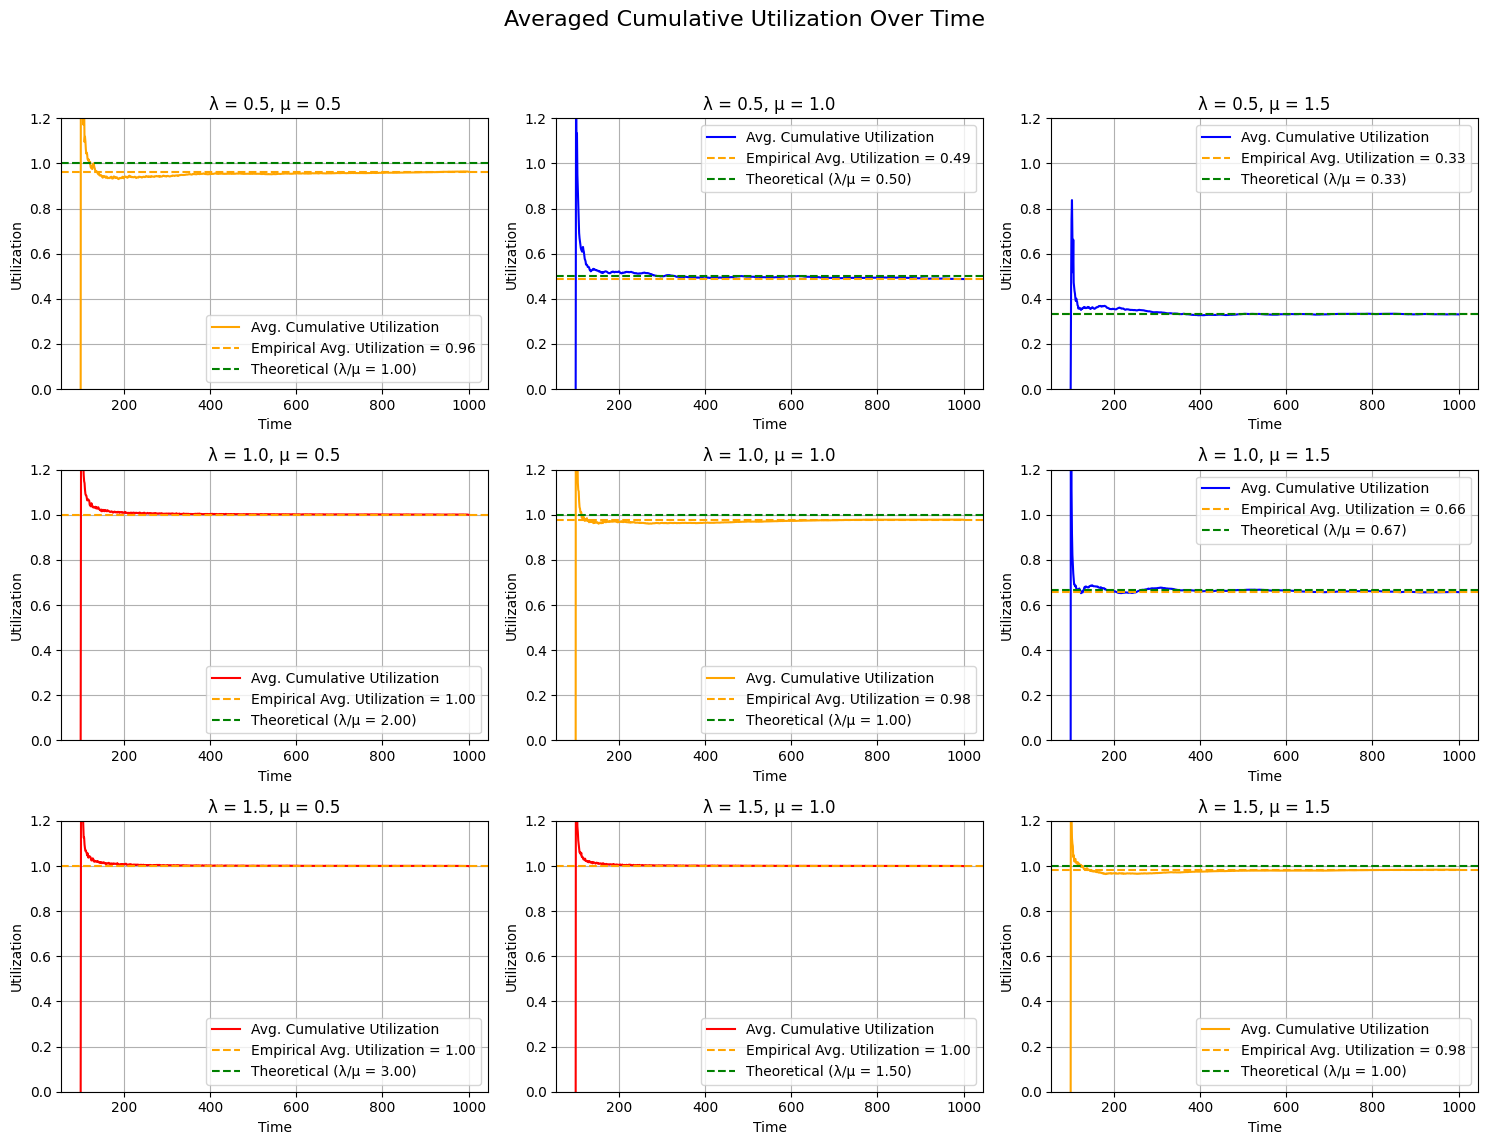 Averaged Cumulative Utilization Over Time
λ = 0.5, μ = 0.5
Utilization
1.2
1.0
0.8
0.6
0.4
0.2
0.0
Avg. Cumulative Utilization
Empirical Avg. Utilization = 0.96
Theoretical (λ/μ = 1.00)
200 400 600 800 1000
Time
λ = 0.5, μ = 1.0
Utilization
1.2
1.0
0.8
0.6
0.4
0.2
0.0
Avg. Cumulative Utilization
Empirical Avg. Utilization = 0.49
Theoretical (λ/μ = 0.50)
200 400 600 800 1000
Time
λ = 0.5, μ = 1.5
Utilization
1.2
1.0
0.8
0.6
0.4
0.2
0.0
Avg. Cumulative Utilization
Empirical Avg. Utilization = 0.33
Theoretical (λ/μ = 0.33)
200 400 600 800 1000
Time
λ = 1.0, μ = 0.5
Utilization
1.2
1.0
0.8
0.6
0.4
0.2
0.0
Avg. Cumulative Utilization
Empirical Avg. Utilization = 1.00
Theoretical (λ/μ = 2.00)
200 400 600 800 1000
Time
λ = 1.0, μ = 1.0
Utilization
1.2
1.0
0.8
0.6
0.4
0.2
0.0
Avg. Cumulative Utilization
Empirical Avg. Utilization = 0.98
Theoretical (λ/μ = 1.00)
200 400 600 800 1000
Time
λ = 1.0, μ = 1.5
Utilization
1.2
1.0
0.8
0.6
0.4
0.2
0.0
Avg. Cumulative Utilization
Empirical Avg. Utilization = 0.66
Theoretical (λ/μ = 0.67)
200 400 600 800 1000
Time
λ = 1.5, μ = 0.5
Utilization
1.2
1.0
0.8
0.6
0.4
0.2
0.0
Avg. Cumulative Utilization
Empirical Avg. Utilization = 1.00
Theoretical (λ/μ = 3.00)
200 400 600 800 1000
Time
λ = 1.5, μ = 1.0
Utilization
1.2
1.0
0.8
0.6
0.4
0.2
0.0
Avg. Cumulative Utilization
Empirical Avg. Utilization = 1.00
Theoretical (λ/μ = 1.50)
200 400 600 800 1000
Time
λ = 1.5, μ = 1.5
Utilization
1.2
1.0
0.8
0.6
0.4
0.2
0.0
Avg. Cumulative Utilization
Empirical Avg. Utilization = 0.98
Theoretical (λ/μ = 1.00)
200 400 600 800 1000
Time